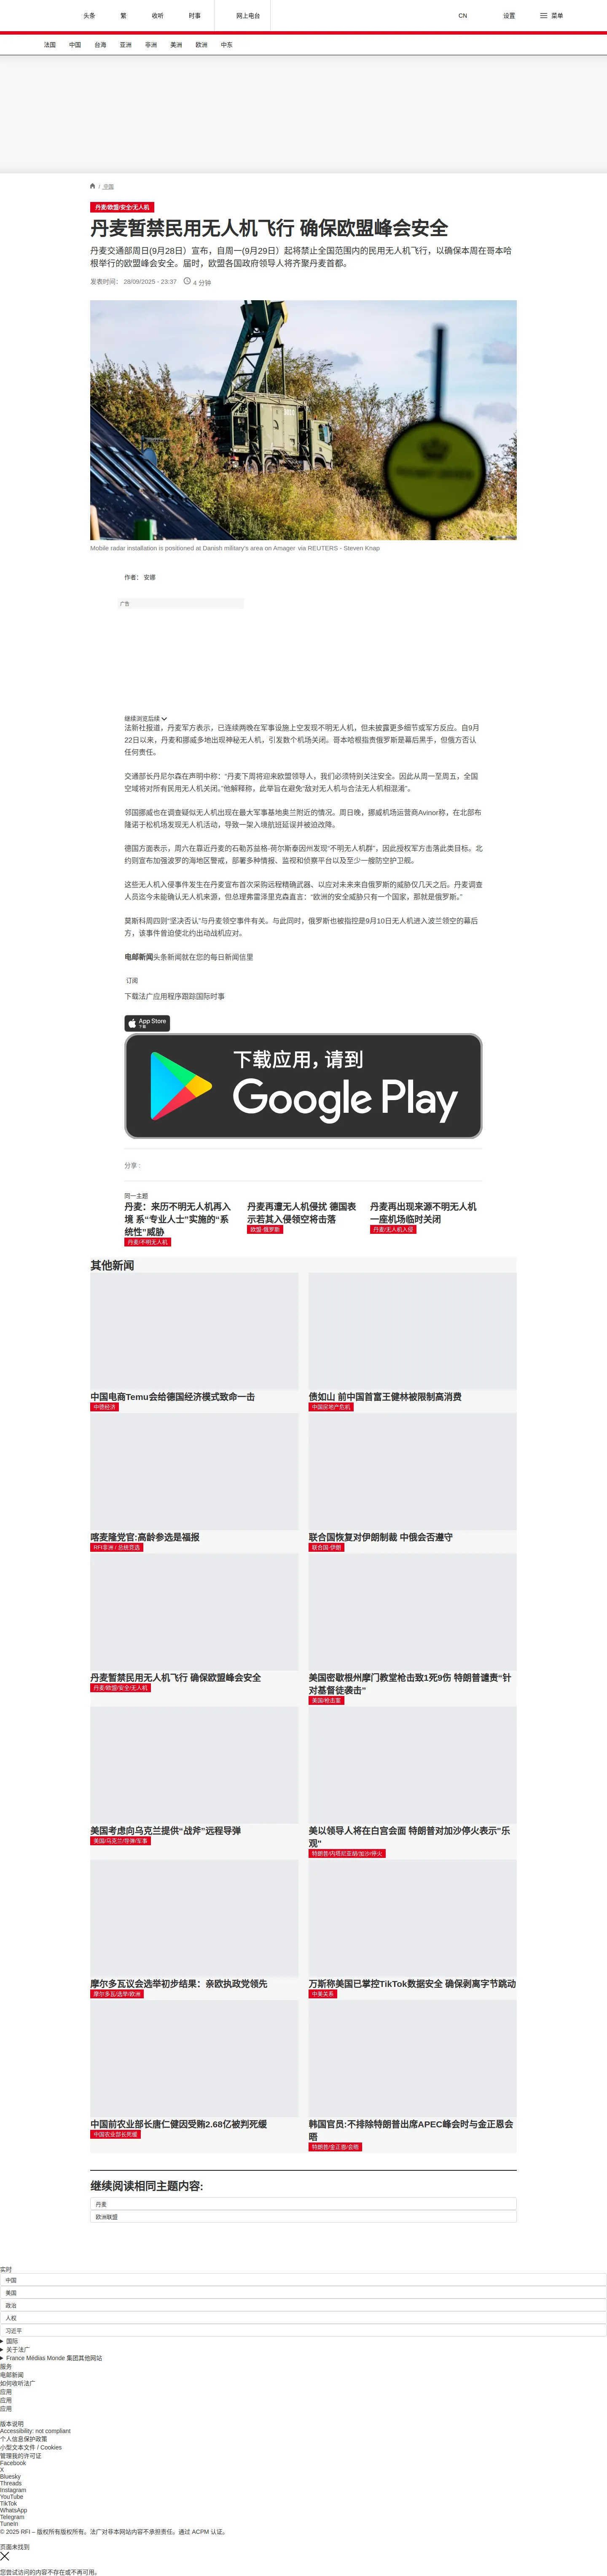 头条
繁
收听
时事
网上电台
CN
设置
菜单
法国
中国
台海
亚洲
非洲
美洲
欧洲
中东
/
丹麦/欧盟/安全/无人机
丹麦暂禁民用无人机飞行 确保欧盟峰会安全
丹麦交通部周日(9月28日）宣布，自周一(9月29日）起将禁止全国范围内的民用无人机飞行，以确保本周在哥本哈
根举行的欧盟峰会安全。届时，欧盟各国政府领导人将齐聚丹麦首都。
发表时间： 28/09/2025 - 23:37
4 分钟
Mobile radar installation is positioned at Danish military's area on Amager via REUTERS - Steven Knap
作者： 安娜
广告
继续浏览后续
法新社报道，丹麦军方表示，已连续两晚在军事设施上空发现不明无人机，但未披露更多细节或军方反应。自9月
22日以来，丹麦和挪威多地出现神秘无人机，引发数个机场关闭。哥本哈根指责俄罗斯是幕后黑手，但俄方否认
任何责任。
交通部长丹尼尔森在声明中称：“丹麦下周将迎来欧盟领导人，我们必须特别关注安全。因此从周一至周五，全国
空域将对所有民用无人机关闭。”他解释称，此举旨在避免“敌对无人机与合法无人机相混淆”。
邻国挪威也在调查疑似无人机出现在最大军事基地奥兰附近的情况。周日晚，挪威机场运营商Avinor称，在北部布
隆诺于松机场发现无人机活动，导致一架入境航班延误并被迫改降。
德国方面表示，周六在靠近丹麦的石勒苏益格-荷尔斯泰因州发现“不明无人机群”，因此授权军方击落此类目标。北
约则宣布加强波罗的海地区警戒，部署多种情报、监视和侦察平台以及至少一艘防空护卫舰。
这些无人机入侵事件发生在丹麦宣布首次采购远程精确武器、以应对未来来自俄罗斯的威胁仅几天之后。丹麦调查
人员迄今未能确认无人机来源，但总理弗雷泽里克森直言：“欧洲的安全威胁只有一个国家，那就是俄罗斯。”
莫斯科周四则“坚决否认”与丹麦领空事件有关。与此同时，俄罗斯也被指控是9月10日无人机进入波兰领空的幕后
方，该事件曾迫使北约出动战机应对。
电邮新闻头条新闻就在您的每日新闻信里
订阅
下载法广应用程序跟踪国际时事
App Store
下载
下载应用，请到
Google Play
分享 :
同一主题
丹麦：来历不明无人机再入
境 系“专业人士”实施的“系
统性”威胁
丹麦/不明无人机
丹麦再遭无人机侵扰 德国表
示若其入侵领空将击落
欧盟·俄罗斯
丹麦再出现来源不明无人机
一座机场临时关闭
丹麦/无人机入侵
其他新闻
中国电商Temu会给德国经济模式致命一击
中德经济
债如山 前中国首富王健林被限制高消费
中国房地产危机
喀麦隆党官:高龄参选是福报
RFI非洲 / 总统竞选
联合国恢复对伊朗制裁 中俄会否遵守
联合国-伊朗
丹麦暂禁民用无人机飞行 确保欧盟峰会安全
丹麦/欧盟/安全/无人机
美国密歇根州摩门教堂枪击致1死9伤 特朗普谴责“针
对基督徒袭击”
美国/枪击案
美国考虑向乌克兰提供“战斧”远程导弹
美国/乌克兰/导弹/军事
美以领导人将在白宫会面 特朗普对加沙停火表示“乐
观”
特朗普/内塔尼亚胡/加沙/停火
摩尔多瓦议会选举初步结果：亲欧执政党领先
摩尔多瓦/选举/欧洲
万斯称美国已掌控TikTok数据安全 确保剥离字节跳动
中美关系
中国前农业部长唐仁健因受贿2.68亿被判死缓
中国农业部长死缓
韩国官员:不排除特朗普出席APEC峰会时与金正恩会
晤
特朗普/金正恩/会晤
继续阅读相同主题内容:
丹麦
欧洲联盟
实时
中国
美国
政治
人权
习近平
国际
关于法广
France Médias Monde 集团其他网站
服务
电邮新闻
如何收听法广
应用
应用
应用
版本说明
Accessibility: not compliant
个人信息保护政策
小型文本文件 / Cookies
管理我的许可证
Facebook
X
Bluesky
Threads
Instagram
YouTube
TikTok
WhatsApp
Telegram
TuneIn
© 2025 RFI – 版权所有版权所有。法广对非本网站内容不承担责任。通过 ACPM 认证。
页面未找到
您尝试访问的内容不存在或不再可用。